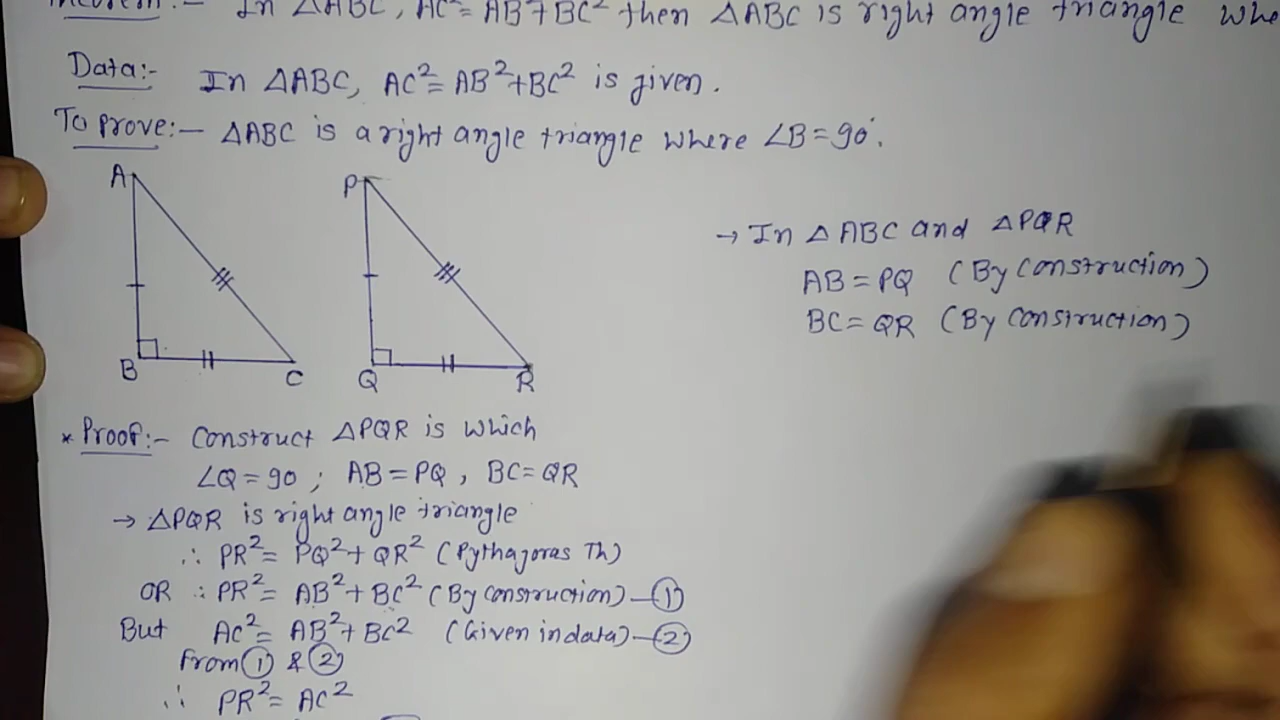 Theorem:- In △ABC, AC²= AB²+BC² then △ABC is right angle triangle whe
Data:- In △ABC, AC²= AB²+BC² is given.
To prove:- △ABC is a right angle triangle where ∠B=90°.
A
B
C
P
Q
R
→ In △ABC and △PQR
AB = PQ (By construction)
BC = QR (By construction)
* Proof:- Construct △PQR is which
∠Q = 90 ; AB = PQ , BC = QR
→ △PQR is right angle triangle
∴ PR² = PQ² + QR² (Pythagoras Th)
OR ∴ PR² = AB² + BC² (By construction) — ①
But AC² = AB² + BC² (Given in data) — ②
From ① & ②
∴ PR² = AC²